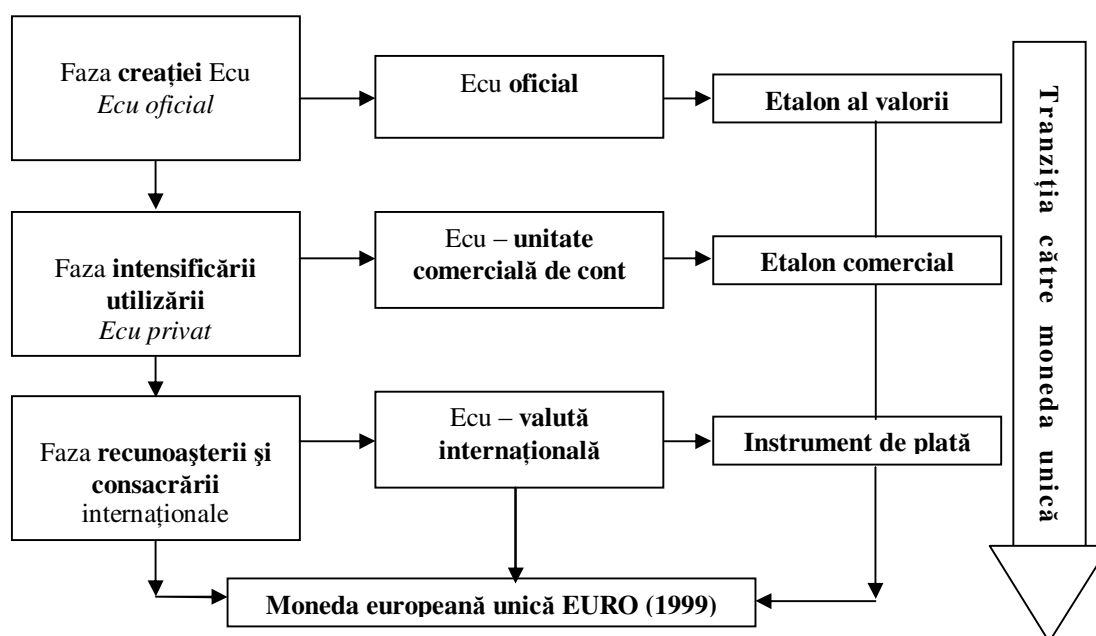 Faza creației Ecu
Ecu oficial
Ecu oficial
Etalon al valorii
Faza intensificării
utilizării
Ecu privat
Ecu – unitate
comercială de cont
Etalon comercial
Faza recunoaşterii şi
consacrării
internaționale
Ecu – valută
internațională
Instrument de plată
Moneda europeană unică EURO (1999)
Tranziția către moneda unică